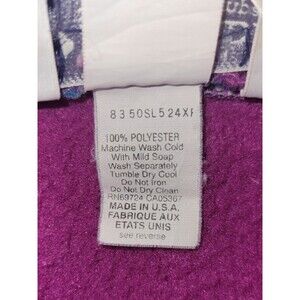 8350SL524XF
100% POLYESTER
Machine Wash Cold
With Mild Soap
Wash Separately
Tumble Dry Cool
Do Not Iron
Do Not Dry Clean
RN69724 CA05367
MADE IN U.S.A.
FABRIQUE AUX
ETATS UNIS
see reverse